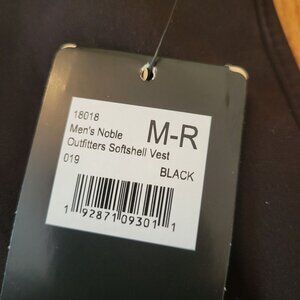 18018
Men's Noble
Outfitters Softshell Vest
019
M-R
BLACK
1 92871 09301 1